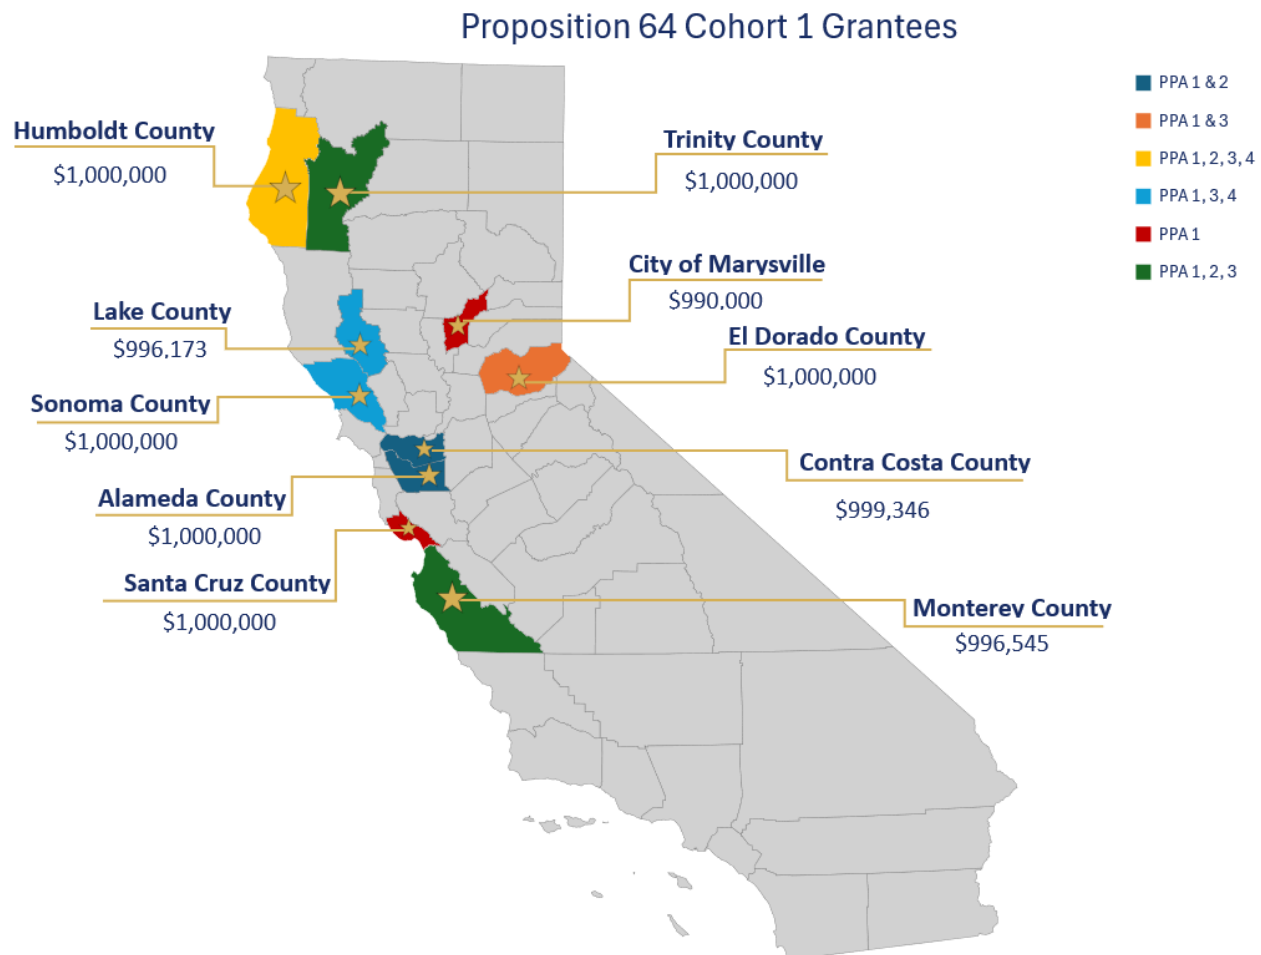 Proposition 64 Cohort 1 Grantees
PPA 1 & 2
PPA 1 & 3
PPA 1, 2, 3, 4
PPA 1, 3, 4
PPA 1
PPA 1, 2, 3
Humboldt County
$1,000,000
Trinity County
$1,000,000
City of Marysville
$990,000
Lake County
$996,173
El Dorado County
$1,000,000
Sonoma County
$1,000,000
Contra Costa County
$999,346
Alameda County
$1,000,000
Santa Cruz County
$1,000,000
Monterey County
$996,545